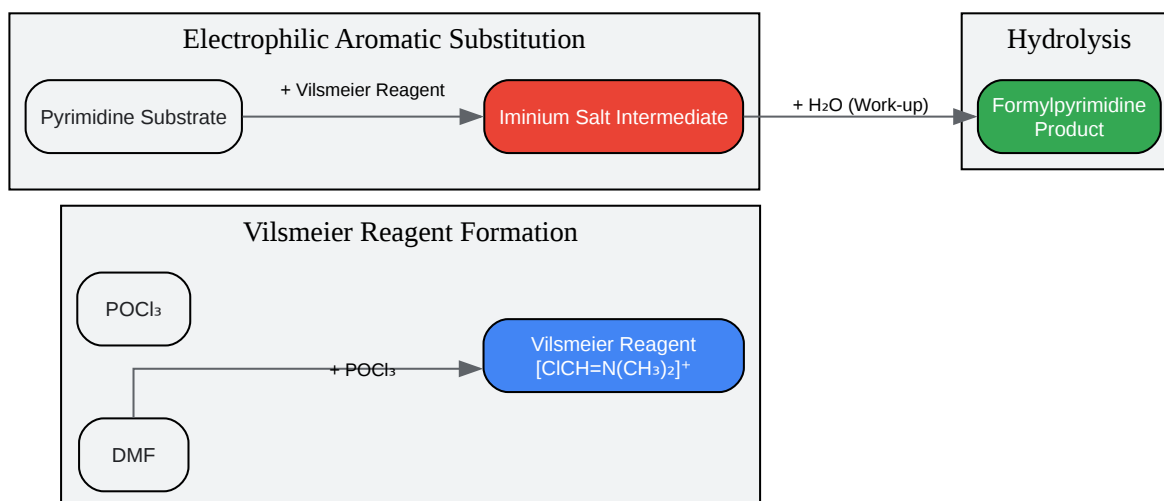 Electrophilic Aromatic Substitution
Pyrimidine Substrate
+ Vilsmeier Reagent
Iminium Salt Intermediate
+ H₂O (Work-up)
Hydrolysis
Formylpyrimidine
Product
Vilsmeier Reagent Formation
POCl₃
+ POCl₃
Vilsmeier Reagent
[ClCH=N(CH₃)₂]⁺
DMF